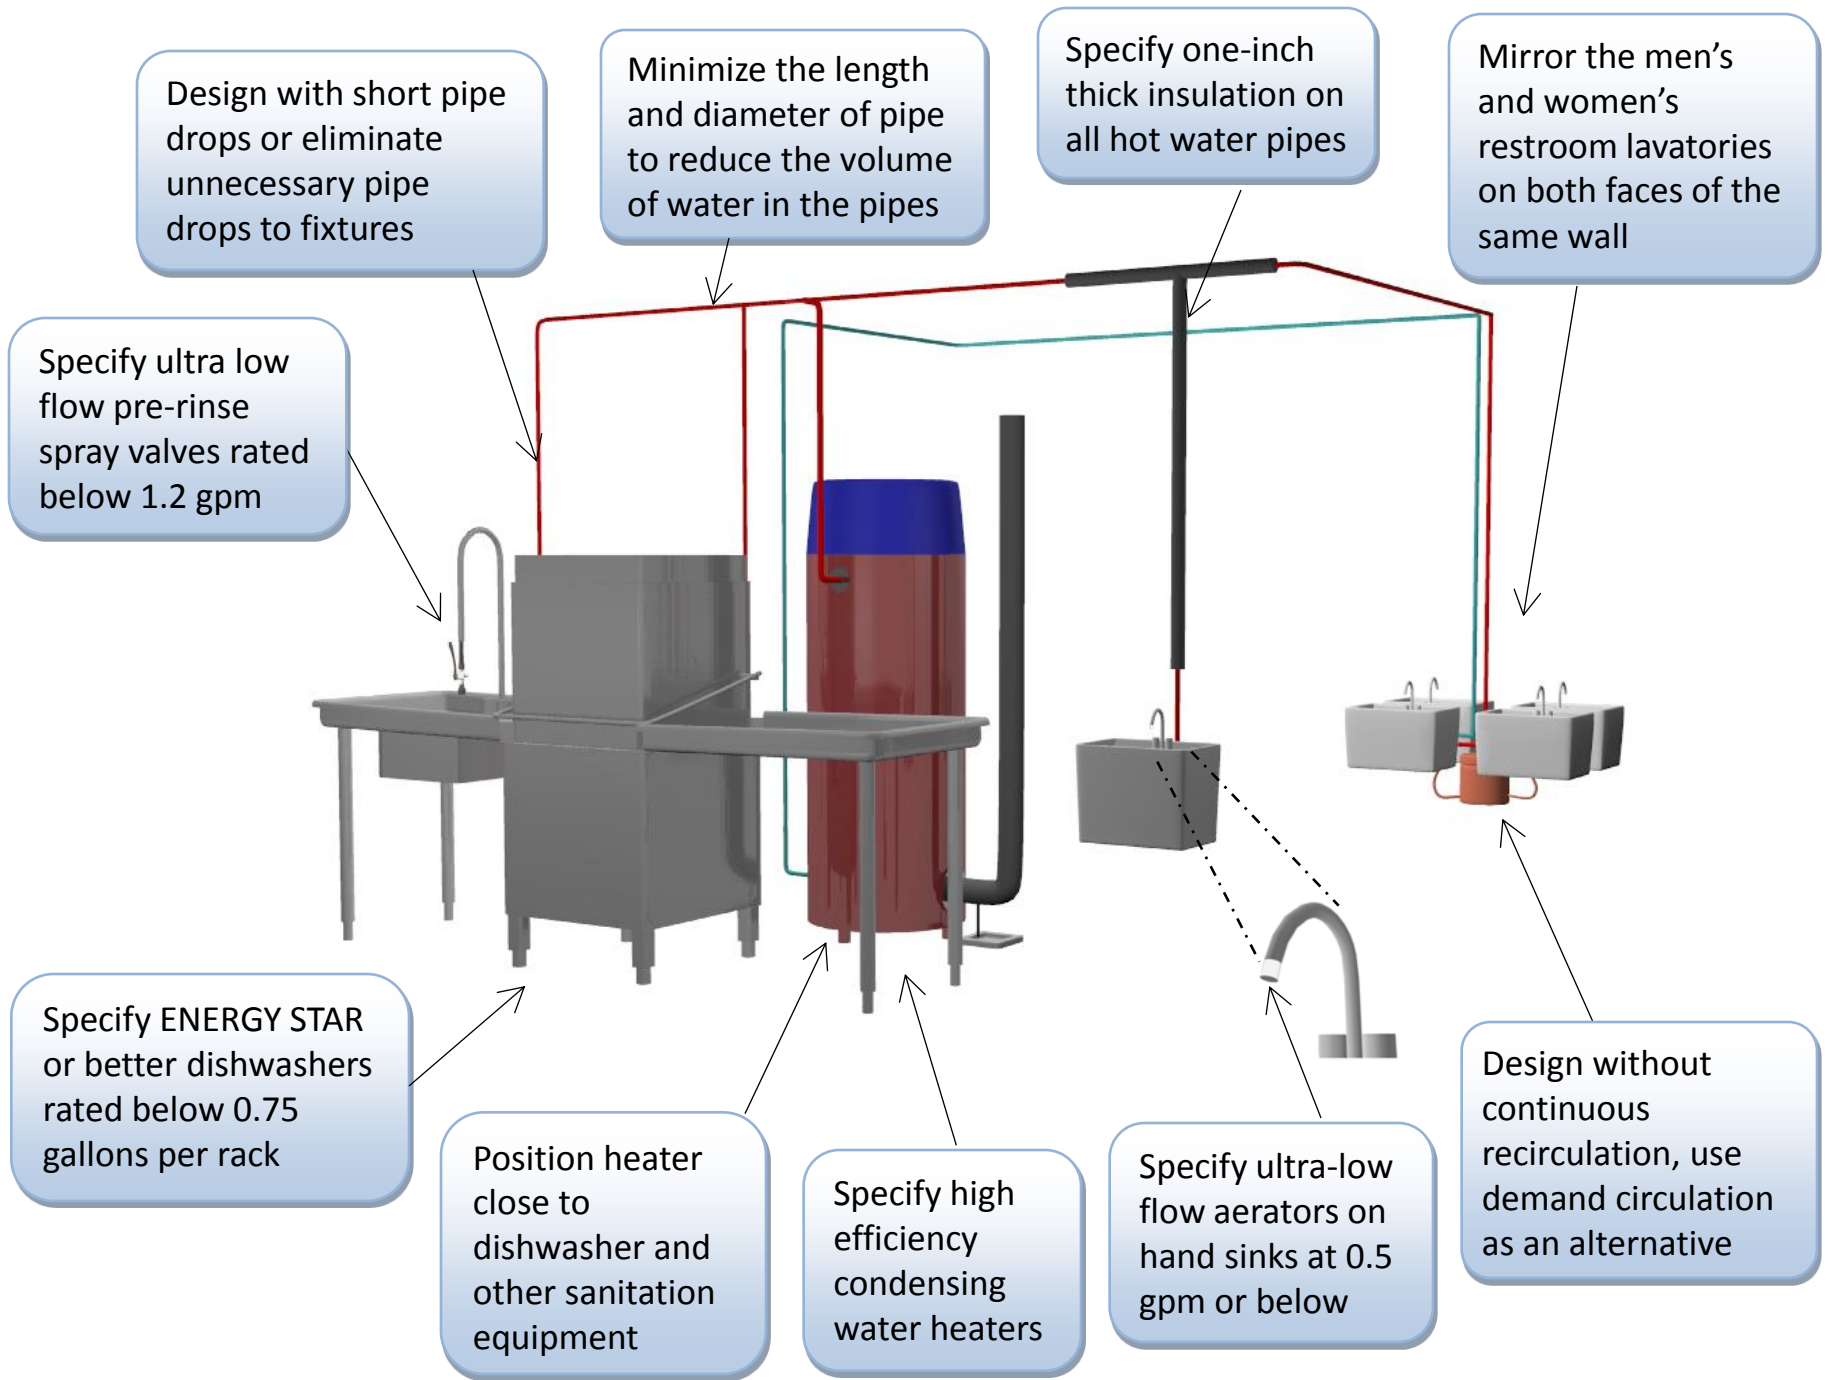 Design with short pipe
drops or eliminate
unnecessary pipe
drops to fixtures
Minimize the length
and diameter of pipe
to reduce the volume
of water in the pipes
Specify one-inch
thick insulation on
all hot water pipes
Mirror the men’s
and women’s
restroom lavatories
on both faces of the
same wall
Specify ultra low
flow pre-rinse
spray valves rated
below 1.2 gpm
Specify ENERGY STAR
or better dishwashers
rated below 0.75
gallons per rack
Position heater
close to
dishwasher and
other sanitation
equipment
Specify high
efficiency
condensing
water heaters
Specify ultra-low
flow aerators on
hand sinks at 0.5
gpm or below
Design without
continuous
recirculation, use
demand circulation
as an alternative